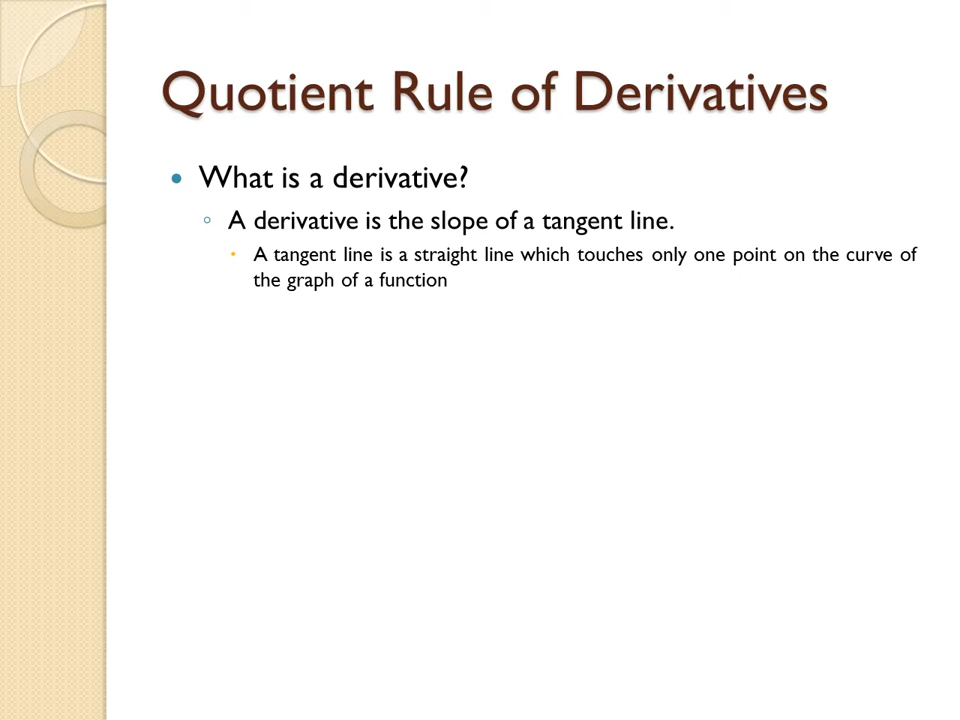 Quotient Rule of Derivatives
• What is a derivative?
◦ A derivative is the slope of a tangent line.
• A tangent line is a straight line which touches only one point on the curve of
the graph of a function